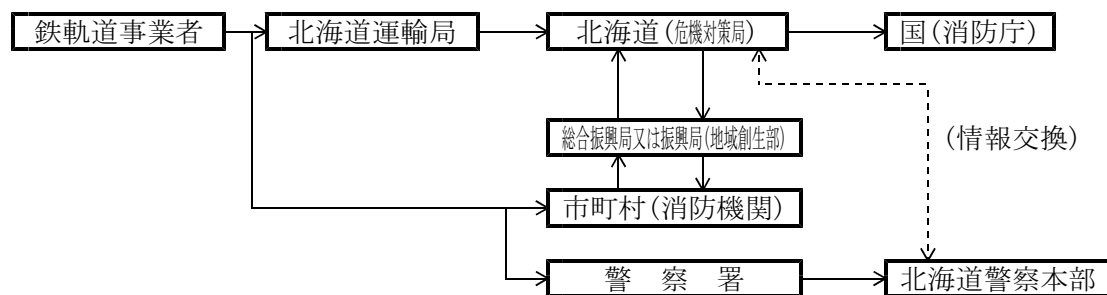 鉄軌道事業者
北海道運輸局
北海道(危機対策局)
国(消防庁)
総合振興局又は振興局(地域創生部)
(情報交換)
市町村(消防機関)
警察署
北海道警察本部